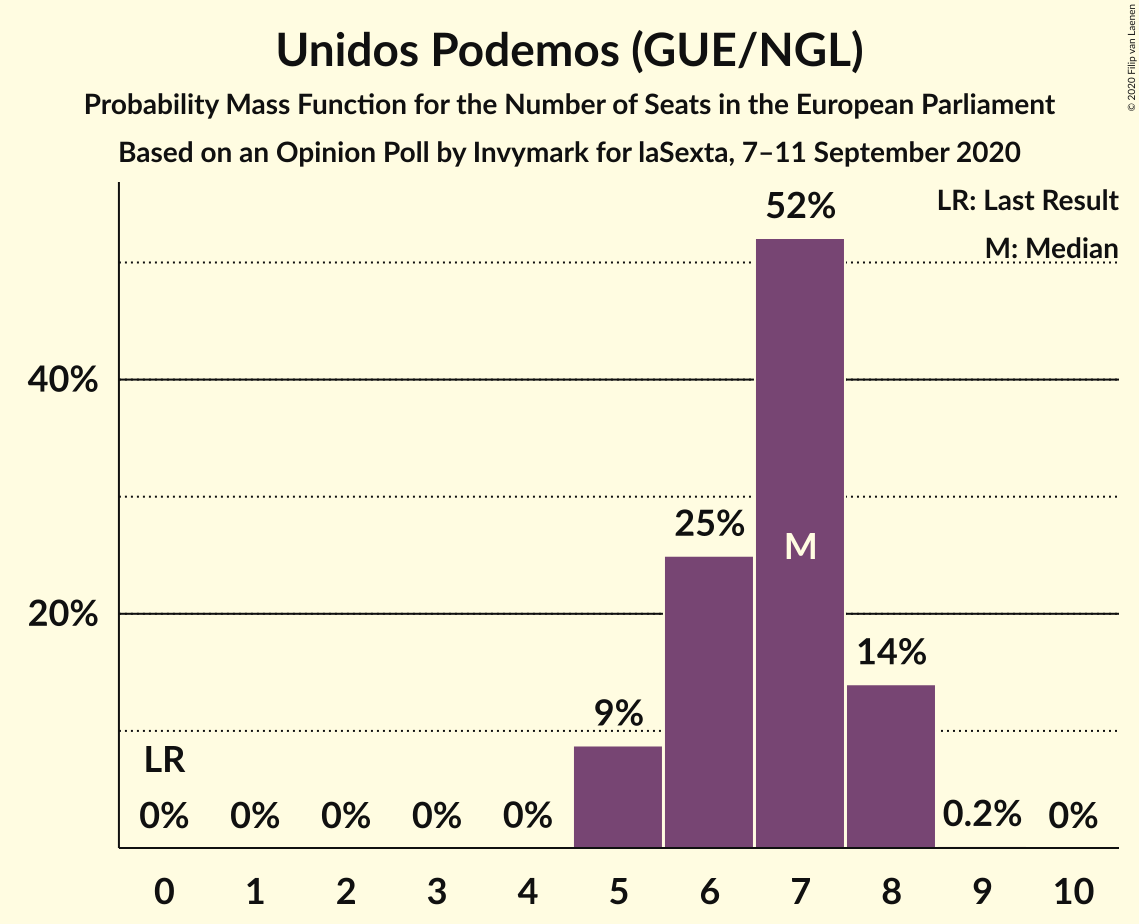 © 2020 Filip van Laenen
Unidos Podemos (GUE/NGL)
Probability Mass Function for the Number of Seats in the European Parliament
Based on an Opinion Poll by Invymark for laSexta, 7–11 September 2020
LR: Last Result
M: Median
52%
40%
25%
M
20%
14%
9%
LR
0% 0% 0% 0% 0% 0.2% 0%
0 1 2 3 4 5 6 7 8 9 10